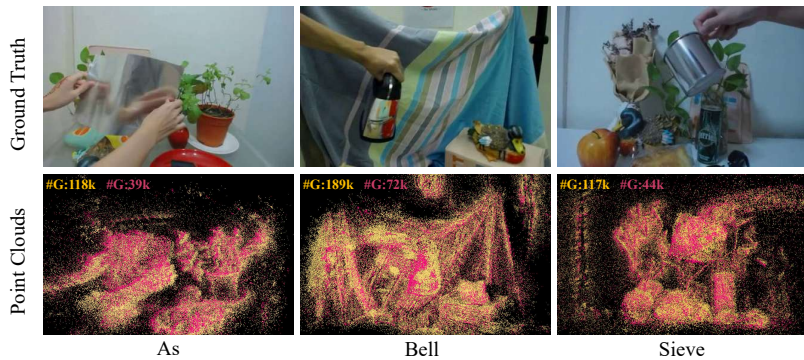 Ground Truth
#G:118k #G:39k
#G:189k #G:72k
#G:117k #G:44k
Point Clouds
As
Bell
Sieve